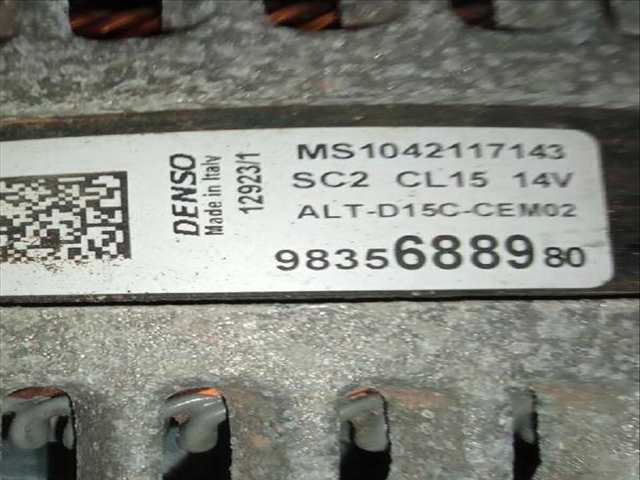 DENSO
Made in Italy
12923/1
MS1042117143
SC2 CL15 14V
ALT-D15C-CEM02
9835688980